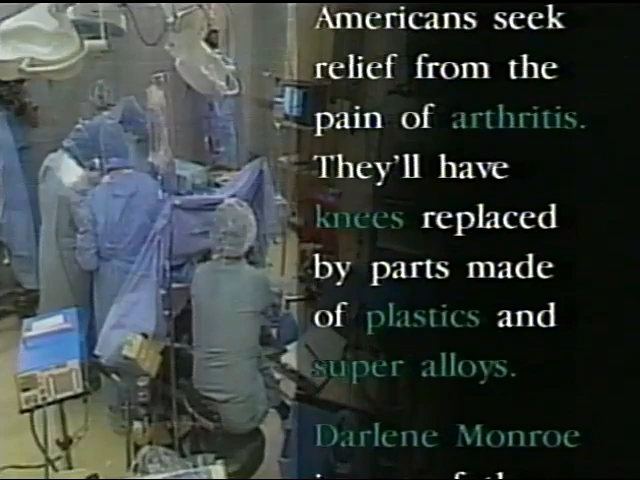 Americans seek
relief from the
pain of arthritis.
They'll have
knees replaced
by parts made
of plastics and
super alloys.
Darlene Monroe